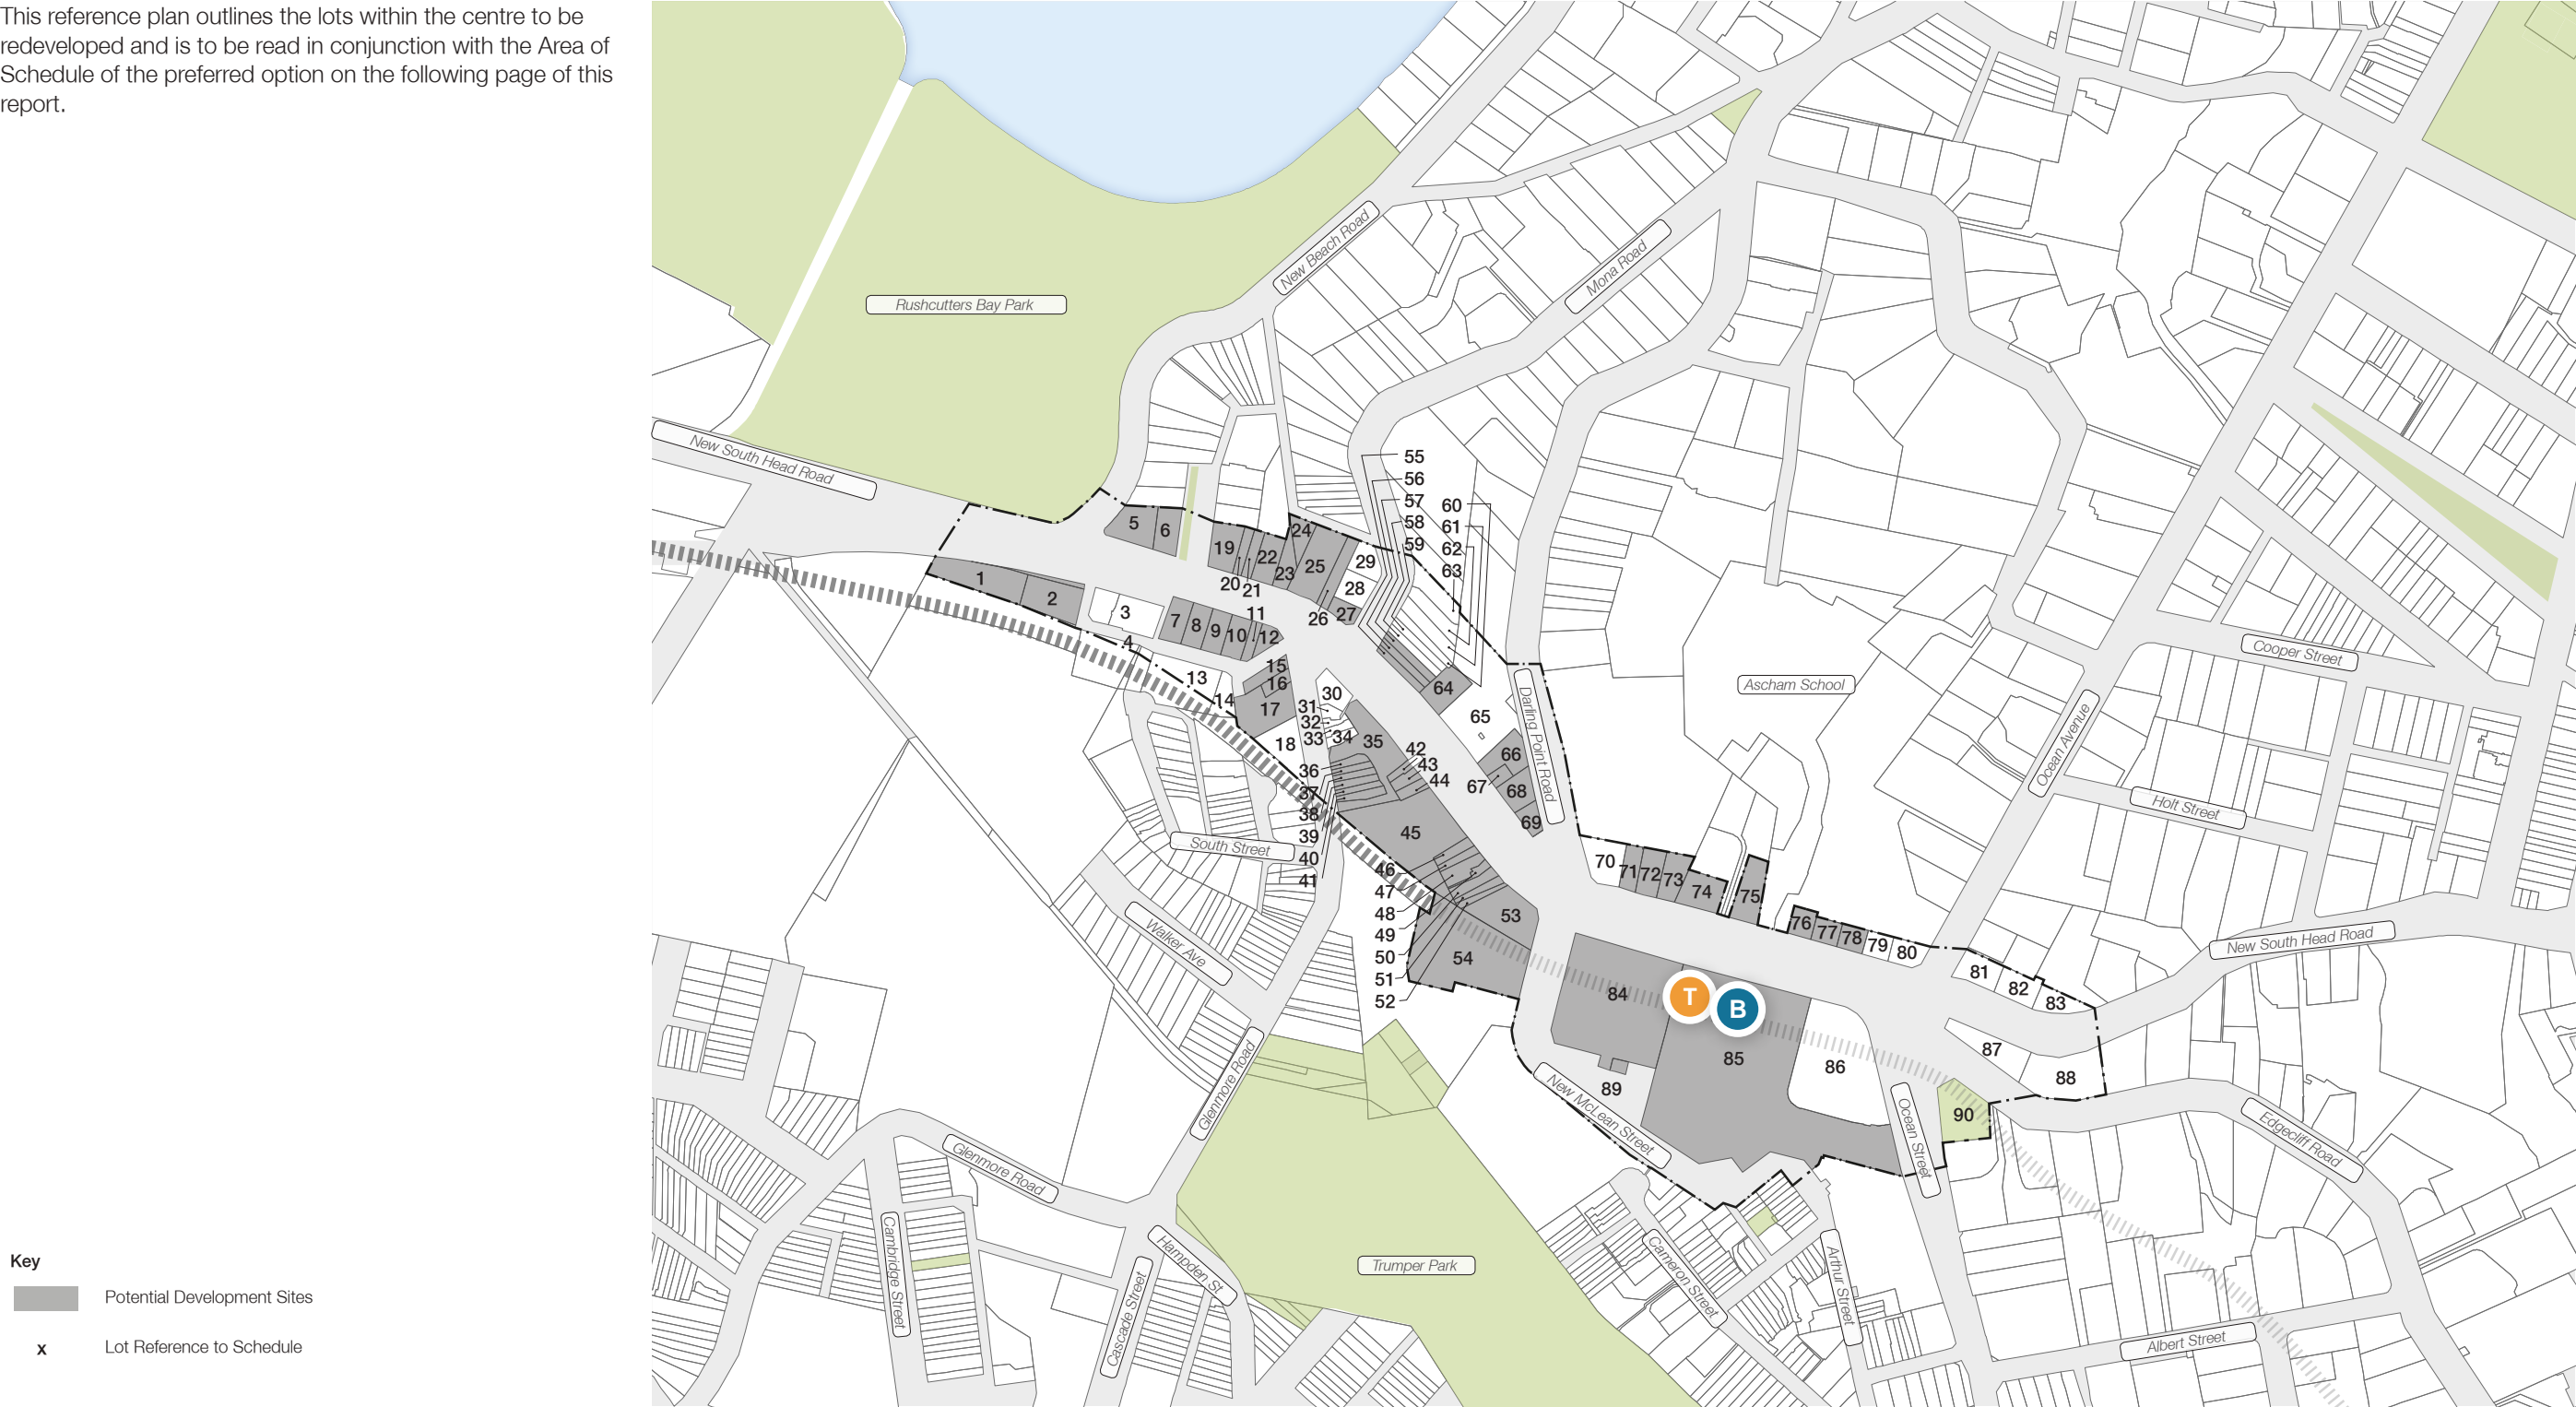 This reference plan outlines the lots within the centre to be
redeveloped and is to be read in conjunction with the Area of
Schedule of the preferred option on the following page of this
report.
New Beach Road
Mona Road
Rushcutters Bay Park
New South Head Road
55
56
57
60
58
61
59
62
63
5
6
24
19
22
25
29
23
20
21
28
1
2
3
11
26
27
7
8
9
10
12
4
15
13
16
64
14
17
30
31
32
33
34
18
35
65
Darling Point Road
Ascham School
Cooper Street
Ocean Avenue
Holt Street
42
43
44
66
67
68
69
36
37
38
39
40
41
45
South Street
46
47
48
49
50
51
52
53
54
70
71
72
73
74
75
76
77
78
79
80
81
82
83
Walker Ave
New South Head Road
84
T
B
85
86
87
88
89
90
New McLean Street
Ocean Street
Edgecliff Road
Glenmore Road
Glenmore Road
Cambridge Street
Hampden St
Cascade Street
Trumper Park
Cameron Street
Arthur Street
Albert Street
Key
Potential Development Sites
x
Lot Reference to Schedule